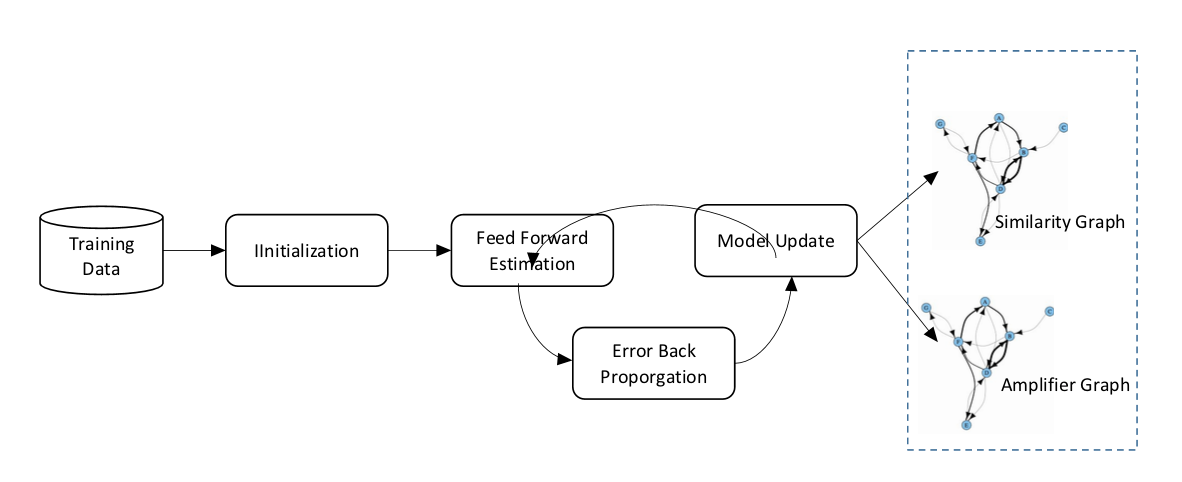 Training
Data
IInitialization
Feed Forward
Estimation
Error Back
Proporgation
Model Update
G
A
C
F
B
D
E
Similarity Graph
G
A
C
F
B
D
E
Amplifier Graph